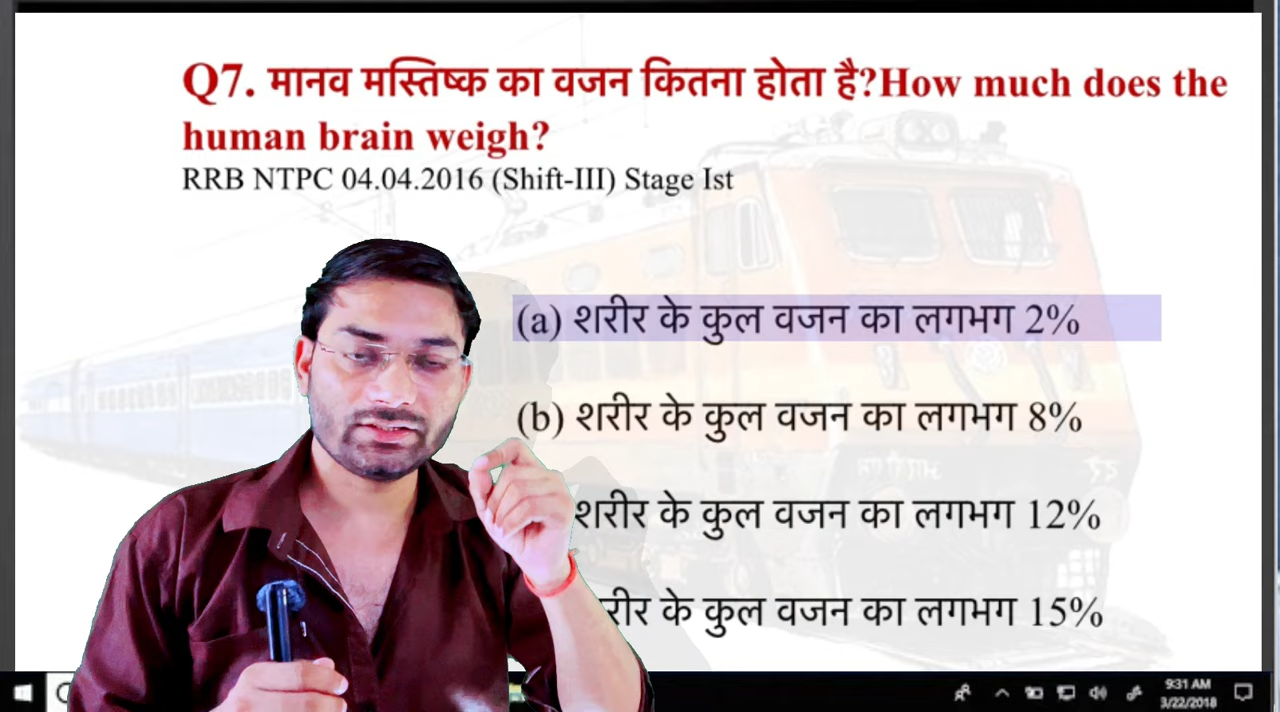 Q7. मानव मस्तिष्क का वजन कितना होता है?How much does the
human brain weigh?
RRB NTPC 04.04.2016 (Shift-III) Stage Ist
(a) शरीर के कुल वजन का लगभग 2%
(b) शरीर के कुल वजन का लगभग 8%
शरीर के कुल वजन का लगभग 12%
रीर के कुल वजन का लगभग 15%
9:31 AM
3/22/2018